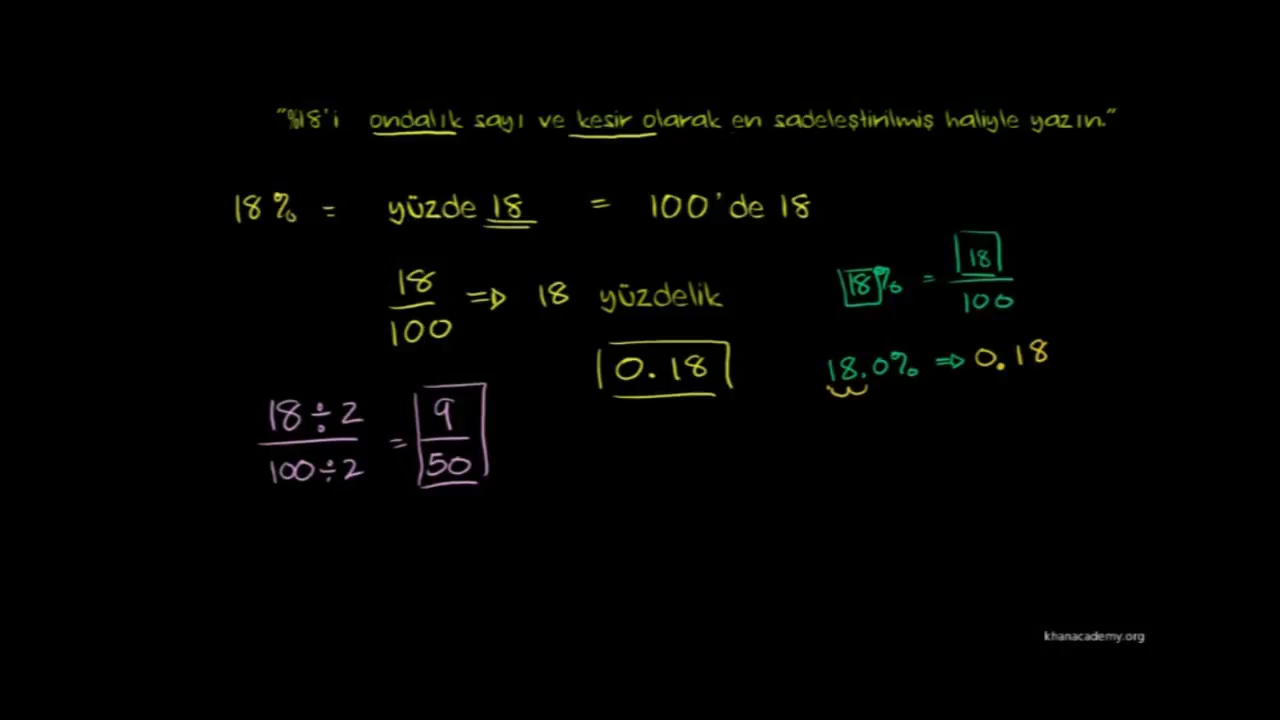 "%18'i ondalık sayı ve kesir olarak en sadeleştirilmiş haliyle yazın."
18% = yüzde 18 = 100'de 18
18/100 ⇒ 18 yüzdelik
0.18
18% = 18/100
18.0% ⇒ 0.18
18÷2/100÷2 = 9/50
khanacademy.org